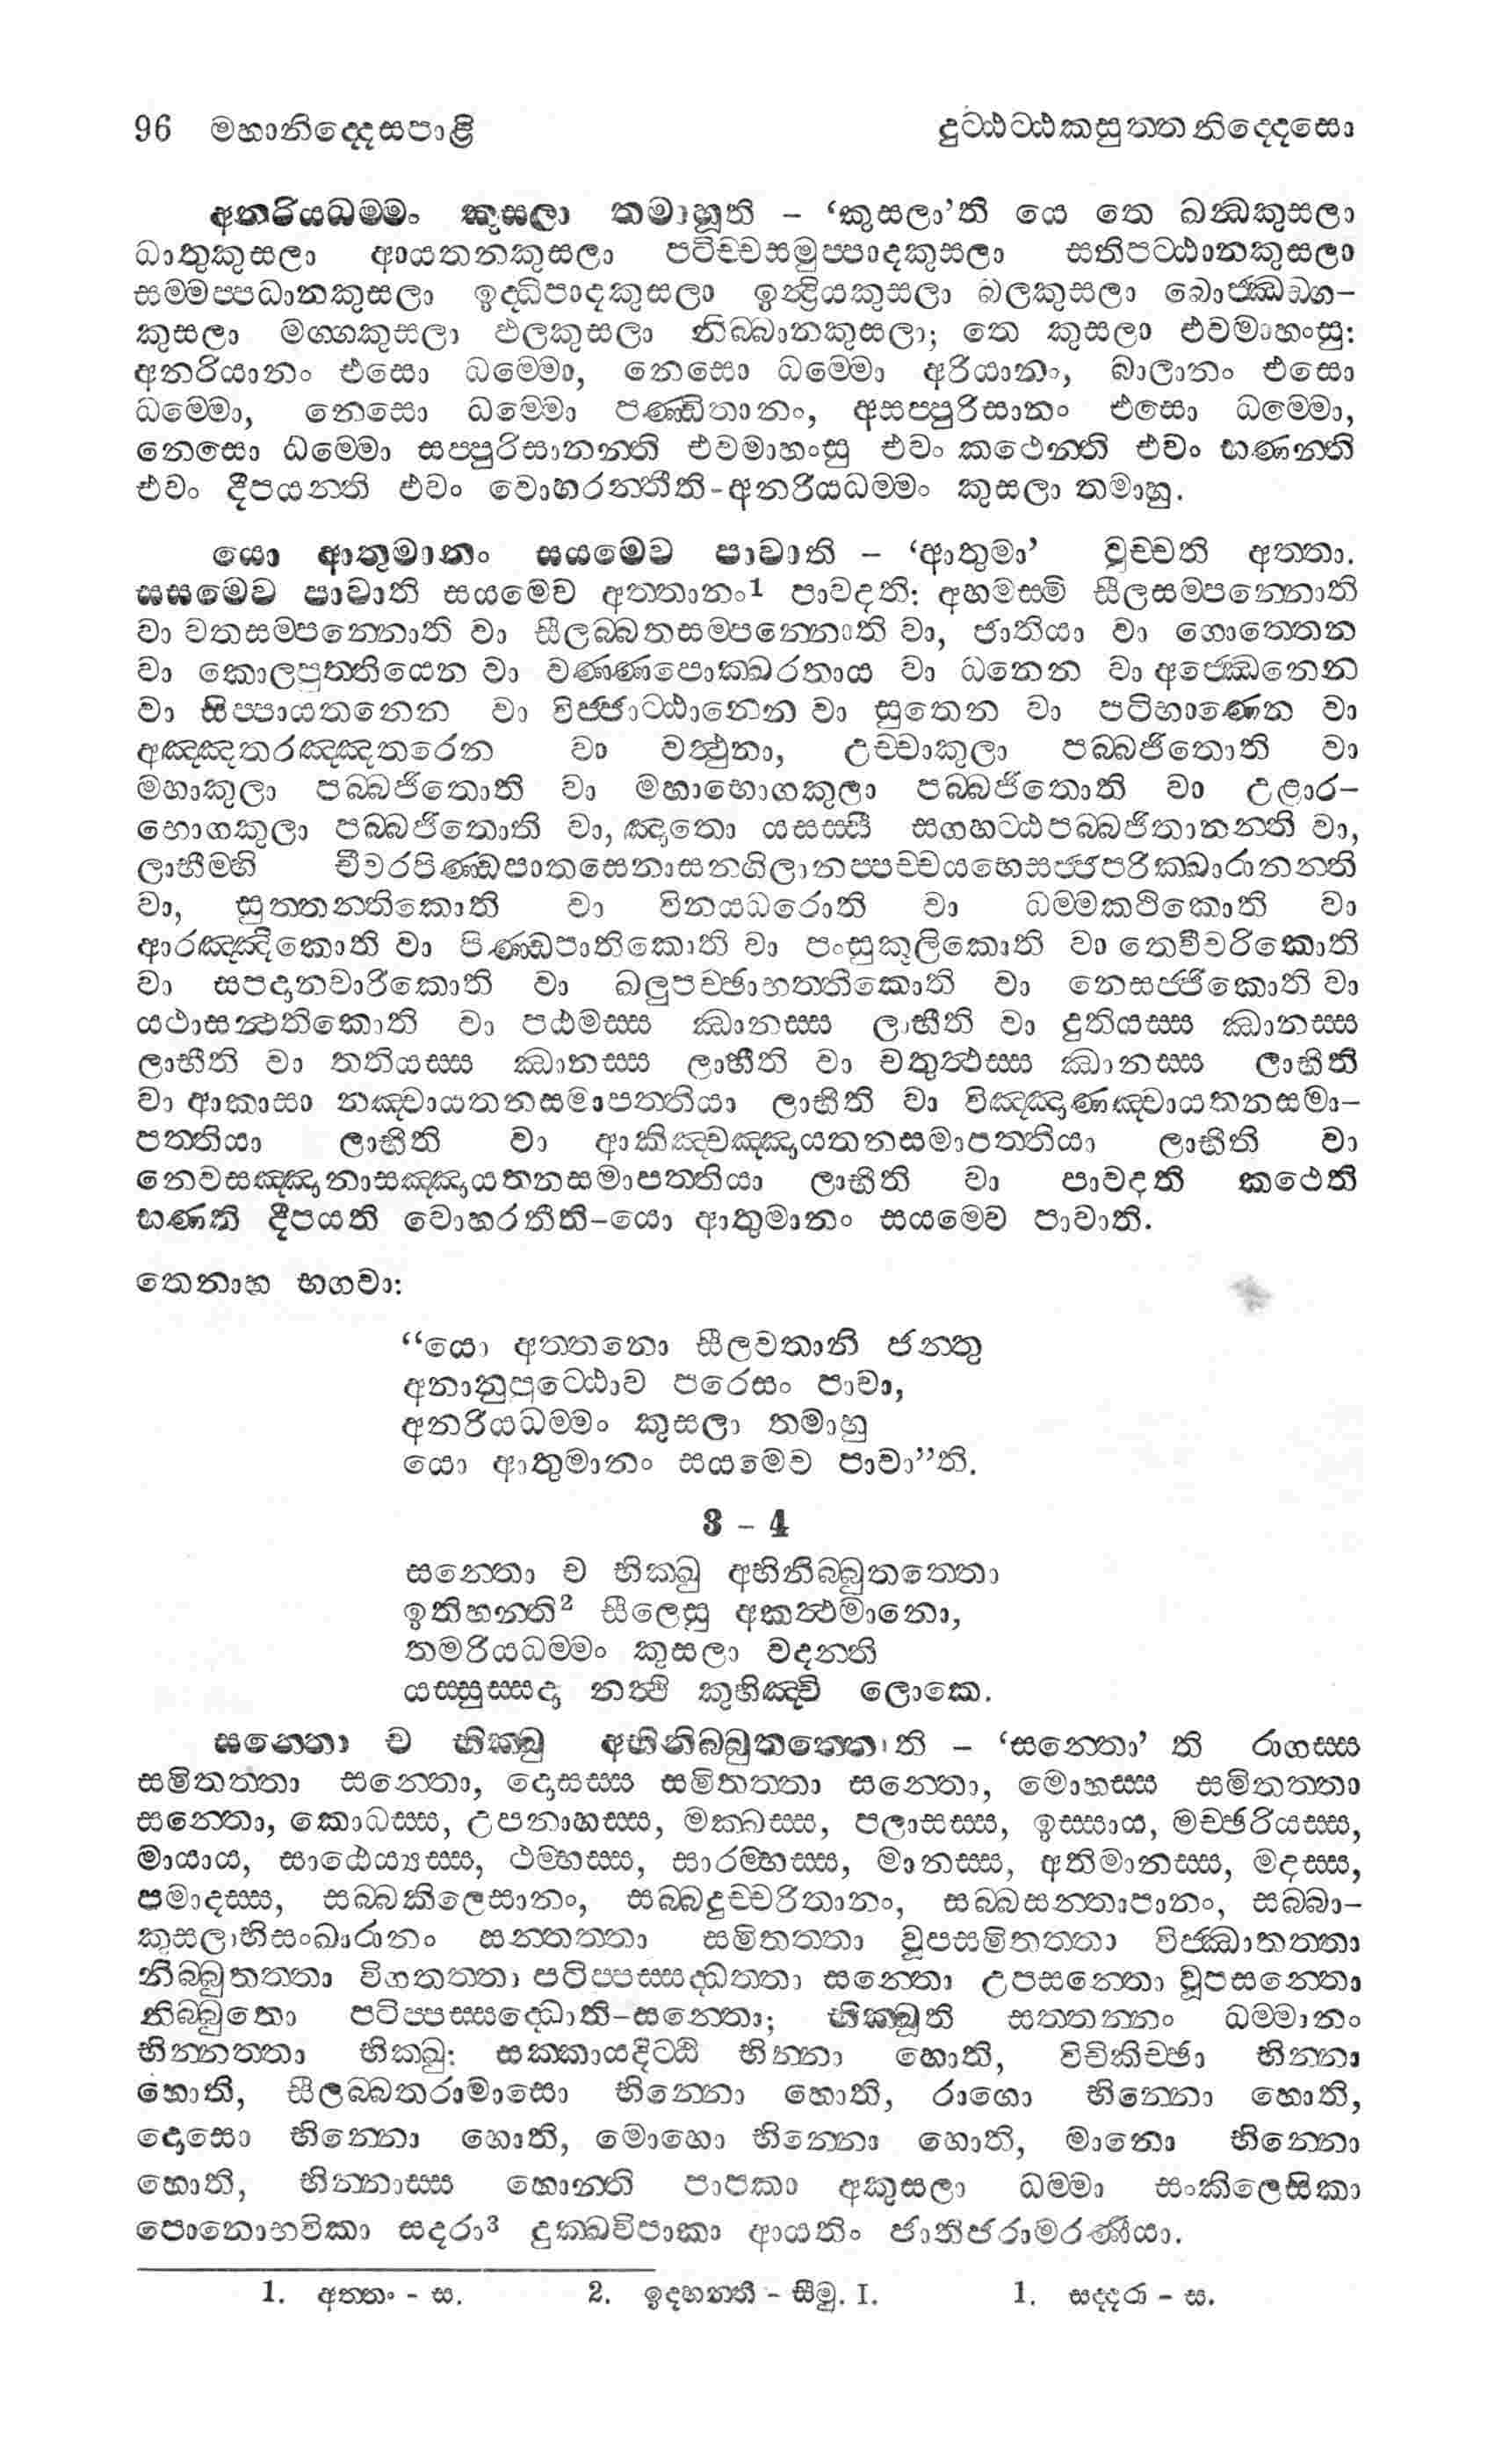 96 මහානිද්දෙසපාළි දුට්ඨට්ඨකසුත්තනිද්දෙසො
අනරියධම්මං කුසලා තමාහූති – ‘කුසලා’ති යෙ තෙ ඛන්ධකුසලා
ධාතුකුසලා ආයතනකුසලා පටිච්චසමුප්පාදකුසලා සතිපට්ඨානකුසලා
සම්මප්පධානකුසලා ඉද්ධිපාදකුසලා ඉන්ද්‍රියකුසලා බලකුසලා බොජ්ඣඞ්ග–
කුසලා මග්ගකුසලා ඵලකුසලා නිබ්බානකුසලා; තෙ කුසලා එවමාහංසු:
අනරියානං එසො ධම්මො, නෙසො ධම්මො අරියානං, බාලානං එසො
ධම්මො, නෙසො ධම්මො පණ්ඩිතානං, අසප්පුරිසානං එසො ධම්මො,
නෙසො ධම්මො සප්පුරිසානන්ති එවමාහංසු එවං කථෙන්ති එවං භණන්ති
එවං දීපයන්ති එවං වොහරන්තීති-අනරියධම්මං කුසලා තමාහු.
යො ආතුමානං සයමෙව පාවාති – ‘ආතුමා’ වුච්චති අත්තා.
සසමෙව පාවාති සයමෙව අත්තානං1 පාවදති: අහමස්මි සීලසම්පන්නොති
වා වතසම්පන්නොති වා සීලබ්බතසම්පන්නොති වා, ජාතියා වා ගොත්තෙන
වා කොලපුත්තියෙන වා වණ්ණපොක්ඛරතාය වා ධනෙන වා අජ්ඣෙනෙන
වා සිප්පායතනෙන වා විජ්ජාට්ඨානෙන වා සුතෙන වා පටිභාණෙන වා
අඤ්ඤතරඤ්ඤතරෙන වා වත්ථුනා, උච්චාකුලා පබ්බජිතොති වා
මහාකුලා පබ්බජිතොති වා මහාභොගකුලා පබ්බජිතොති වා උළාර–
භොගකුලා පබ්බජිතොති වා, ඤාතො යසස්සී සගහට්ඨපබ්බජිතානන්ති වා,
ලාභීම්හි චීවරපිණ්ඩපාතසෙනාසනගිලානප්පච්චයභෙසජ්ජපරික්ඛාරානන්ති
වා, සුත්තන්තිකොති වා විනයධරොති වා ධම්මකථිකොති වා
ආරඤ්ඤිකොති වා පිණ්ඩපාතිකොති වා පංසුකූලිකොති වා තෙචීවරිකොති
වා සපදානචාරිකොති වා ඛලුපච්ඡාභත්තිකොති වා නෙසජ්ජිකොති වා
යථාසන්ථතිකොති වා පඨමස්ස ඣානස්ස ලාභීති වා දුතියස්ස ඣානස්ස
ලාභීති වා තතියස්ස ඣානස්ස ලාභීති වා චතුත්ථස්ස ඣානස්ස ලාභීති
වා ආකාසා නඤ්චායතනසමාපත්තියා ලාභීති වා විඤ්ඤාණඤ්චායතනසමා–
පත්තියා ලාභීති වා ආකිඤ්චඤ්ඤායතනසමාපත්තියා ලාභීති වා
නෙවසඤ්ඤානාසඤ්ඤායතනසමාපත්තියා ලාභීති වා පාවදති කථෙති
භණති දීපයති වොහරතීති–යො ආතුමානං සයමෙව පාවාති.
තෙනාහ භගවා:
“යො අත්තනො සීලවතානි ජන්තු
අනානුපුට්ඨොව පරෙසං පාවා,
අනරියධම්මං කුසලා තමාහු
යො ආතුමානං සයමෙව පාවා”ති.
3 – 4
සන්තො ච භික්ඛු අභිනිබ්බුතත්තො
ඉතිහන්ති2 සීලෙසු අකත්ථමානො,
තමරියධම්මං කුසලා වදන්ති
යස්සුස්සදා නත්ථි කුහිඤ්චි ලොකෙ.
සන්තො ච භික්ඛු අභිනිබ්බුතත්තොති – ‘සන්තො’ ති රාගස්ස
සමිතත්තා සන්තො, දොසස්ස සමිතත්තා සන්තො, මොහස්ස සමිතත්තා
සන්තො, කොධස්ස, උපනාහස්ස, මක්ඛස්ස, පලාසස්ස, ඉස්සාය, මච්ඡරියස්ස,
මායාය, සාඨෙය්‍යස්ස, ථම්භස්ස, සාරම්භස්ස, මානස්ස, අතිමානස්ස, මදස්ස,
පමාදස්ස, සබ්බකිලෙසානං, සබ්බදුච්චරිතානං, සබ්බසන්තාපානං, සබ්බා–
කුසලාභිසංඛාරානං සන්තත්තා සමිතත්තා වූපසමිතත්තා විජ්ඣාතත්තා
නිබ්බුතත්තා විගතත්තා පටිප්පස්සද්ධත්තා සන්තො උපසන්තො වූපසන්තො
නිබ්බුතො පටිප්පස්සද්ධොති–සන්තො; භික්ඛූති සත්තන්නං ධම්මානං
භින්නත්තා භික්ඛු: සක්කායදිට්ඨි භින්නා හොති, විචිකිච්ඡා භින්නා
හොති, සීලබ්බතරාමාසො භින්නො හොති, රාගො භින්නො හොති,
දොසො භින්නො හොති, මොහො භින්නො හොති, මානො භින්නො
හොති, භින්නාස්ස හොන්ති පාපකා අකුසලා ධම්මා සංකිලෙසිකා
පොනොභවිකා සදරා3 දුක්ඛවිපාකා ආයතිං ජාතිජරාමරණීයා.
1. අත්තං - ස. 2. ඉදහන්තී - සීමු. I. 1. සද්දරා - ස.